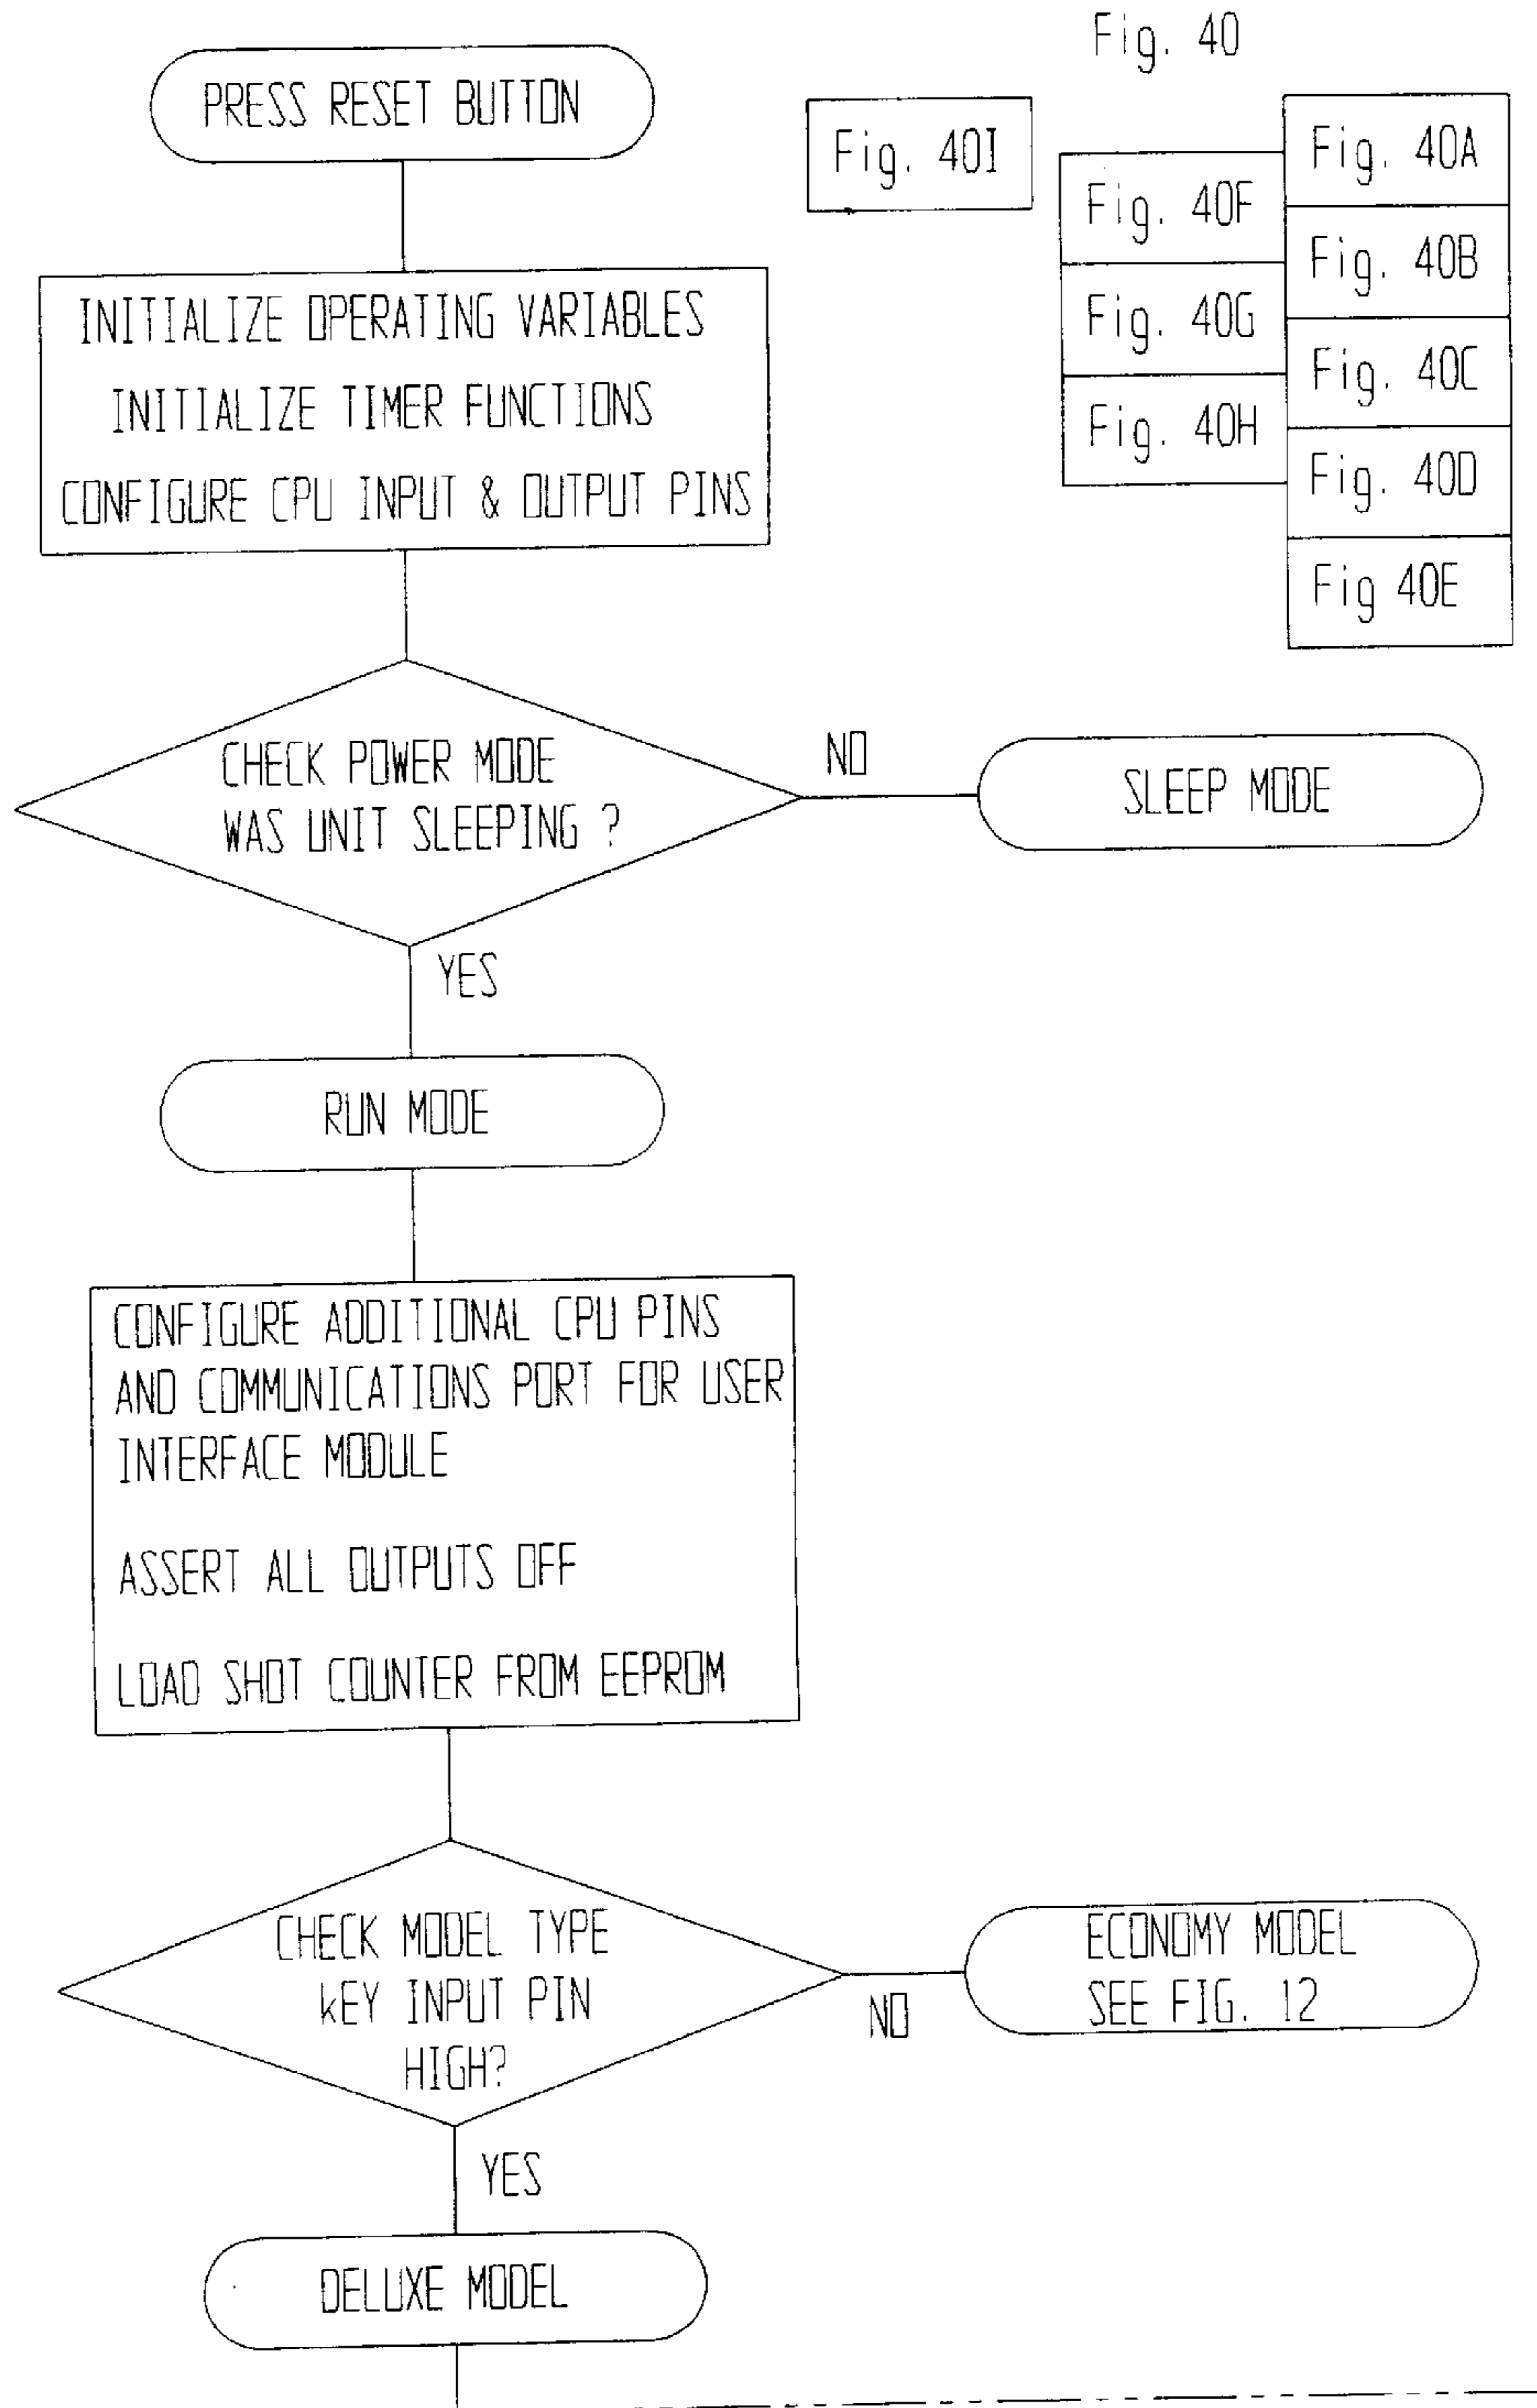 Fig. 40
Fig. 40I
Fig. 40A
Fig. 40F
Fig. 40B
Fig. 40G
Fig. 40C
Fig. 40H
Fig. 40D
Fig 40E
PRESS RESET BUTTON
INITIALIZE OPERATING VARIABLES
INITIALIZE TIMER FUNCTIONS
CONFIGURE CPU INPUT & OUTPUT PINS
CHECK POWER MODE
WAS UNIT SLEEPING ?
NO
SLEEP MODE
YES
RUN MODE
CONFIGURE ADDITIONAL CPU PINS
AND COMMUNICATIONS PORT FOR USER
INTERFACE MODULE
ASSERT ALL OUTPUTS OFF
LOAD SHOT COUNTER FROM EEPROM
CHECK MODEL TYPE
kEY INPUT PIN
HIGH?
NO
ECONOMY MODEL
SEE FIG. 12
YES
DELUXE MODEL